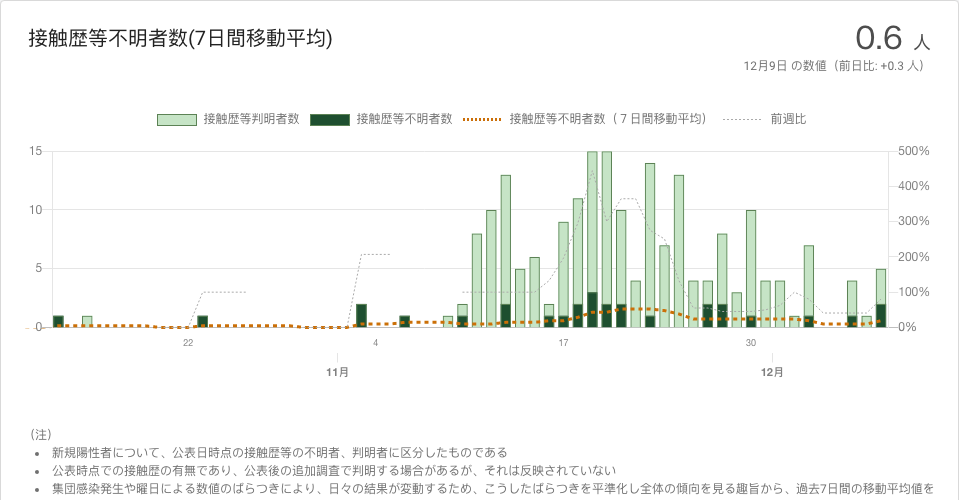 接触歴等不明者数(7日間移動平均)
0.6 人
12月9日 の数値（前日比: +0.3 人）
接触歴等判明者数 接触歴等不明者数 接触歴等不明者数（７日間移動平均） 前週比
15 500%
400%
10 300%
200%
5 100%
0 0%
22 4 17 30
11月 12月
（注）
• 新規陽性者について、公表日時点の接触歴等の不明者、判明者に区分したものである
• 公表時点での接触歴の有無であり、公表後の追加調査で判明する場合があるが、それは反映されていない
• 集団感染発生や曜日による数値のばらつきにより、日々の結果が変動するため、こうしたばらつきを平準化し全体の傾向を見る趣旨から、過去7日間の移動平均値を